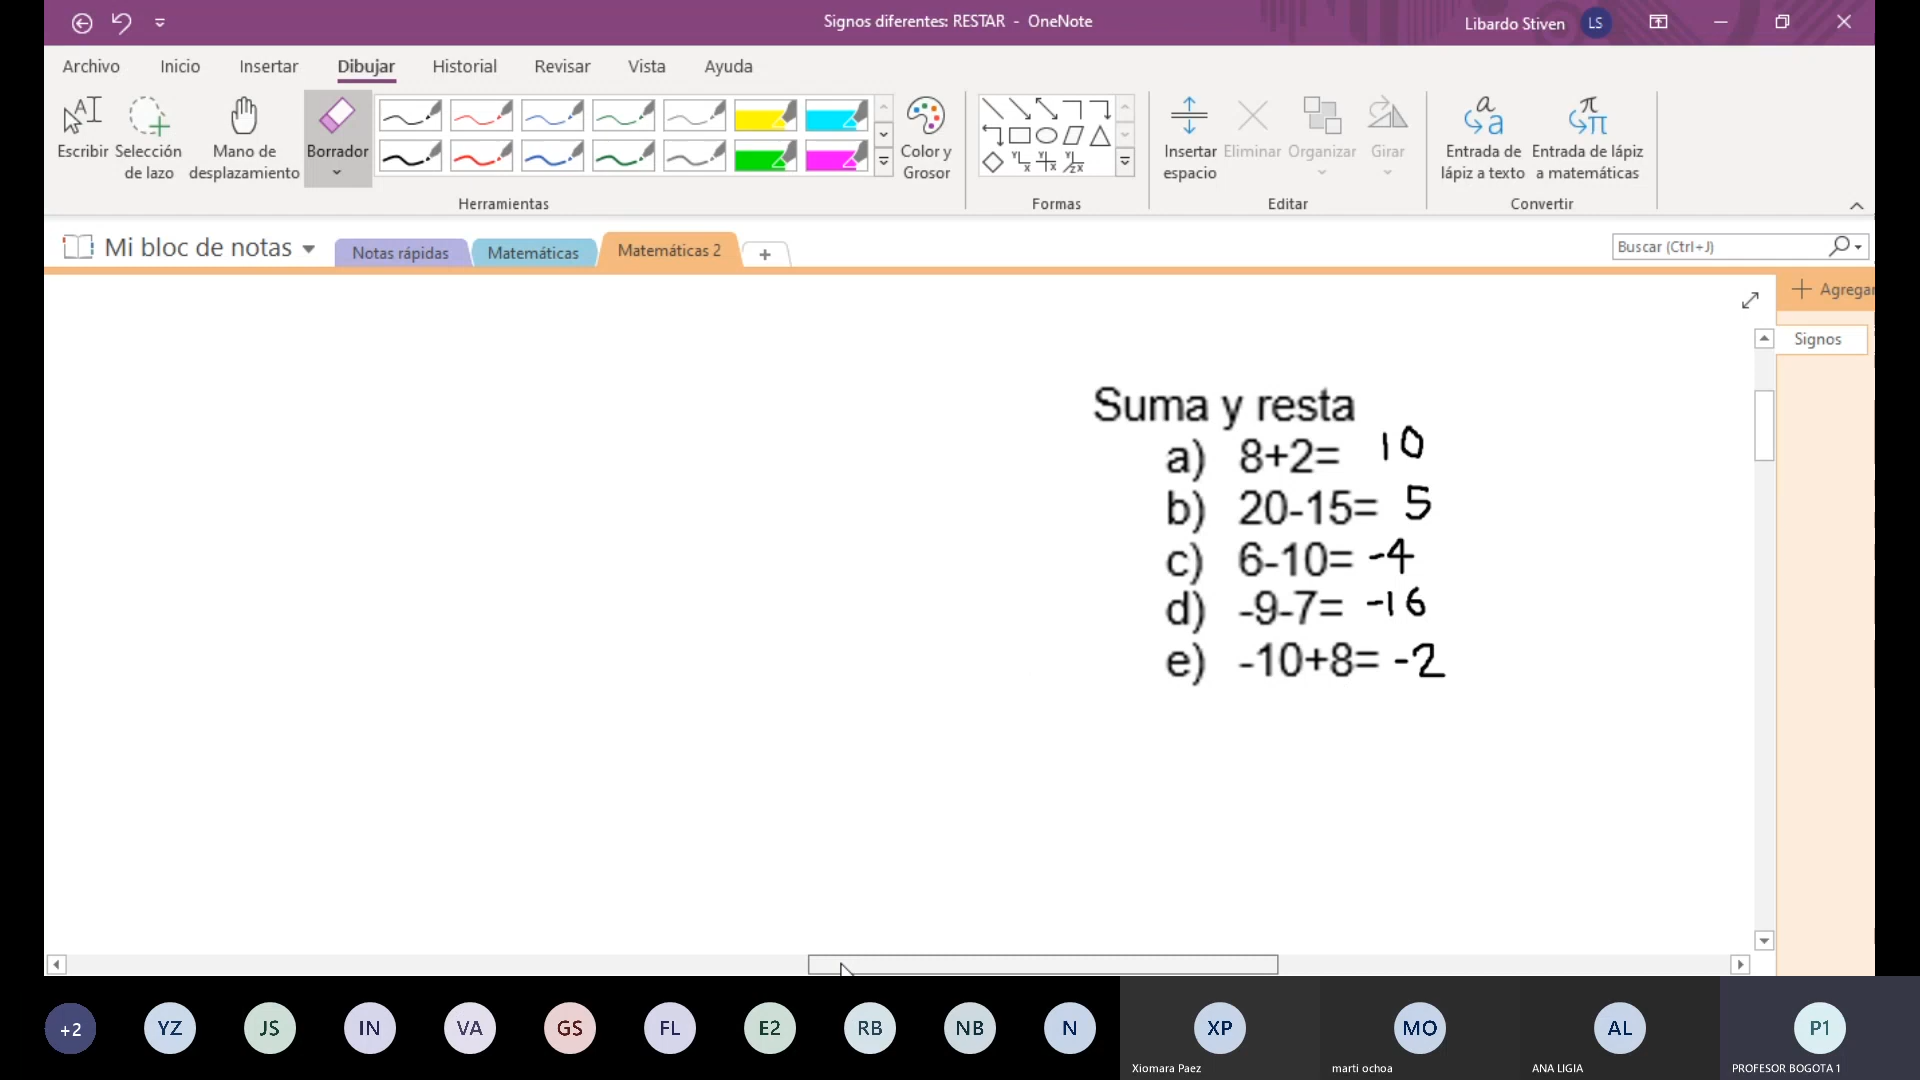 Signos diferentes: RESTAR - OneNote
Libardo Stiven LS
Archivo Inicio Insertar Dibujar Historial Revisar Vista Ayuda
Escribir
Selección de lazo
Mano de desplazamiento
Borrador
Color y Grosor
Insertar espacio
Eliminar
Organizar
Girar
Entrada de lápiz a texto
Entrada de lápiz a matemáticas
Herramientas Formas Editar Convertir
Mi bloc de notas Notas rápidas Matemáticas Matemáticas 2 +
Buscar (Ctrl+J)
Agregar
Signos
Suma y resta
a) 8+2= 10
b) 20-15= 5
c) 6-10= -4
d) -9-7= -16
e) -10+8= -2
+2 YZ JS IN VA GS FL E2 RB NB N XP MO AL P1
Xiomara Paez marti ochoa ANA LIGIA PROFESOR BOGOTA 1